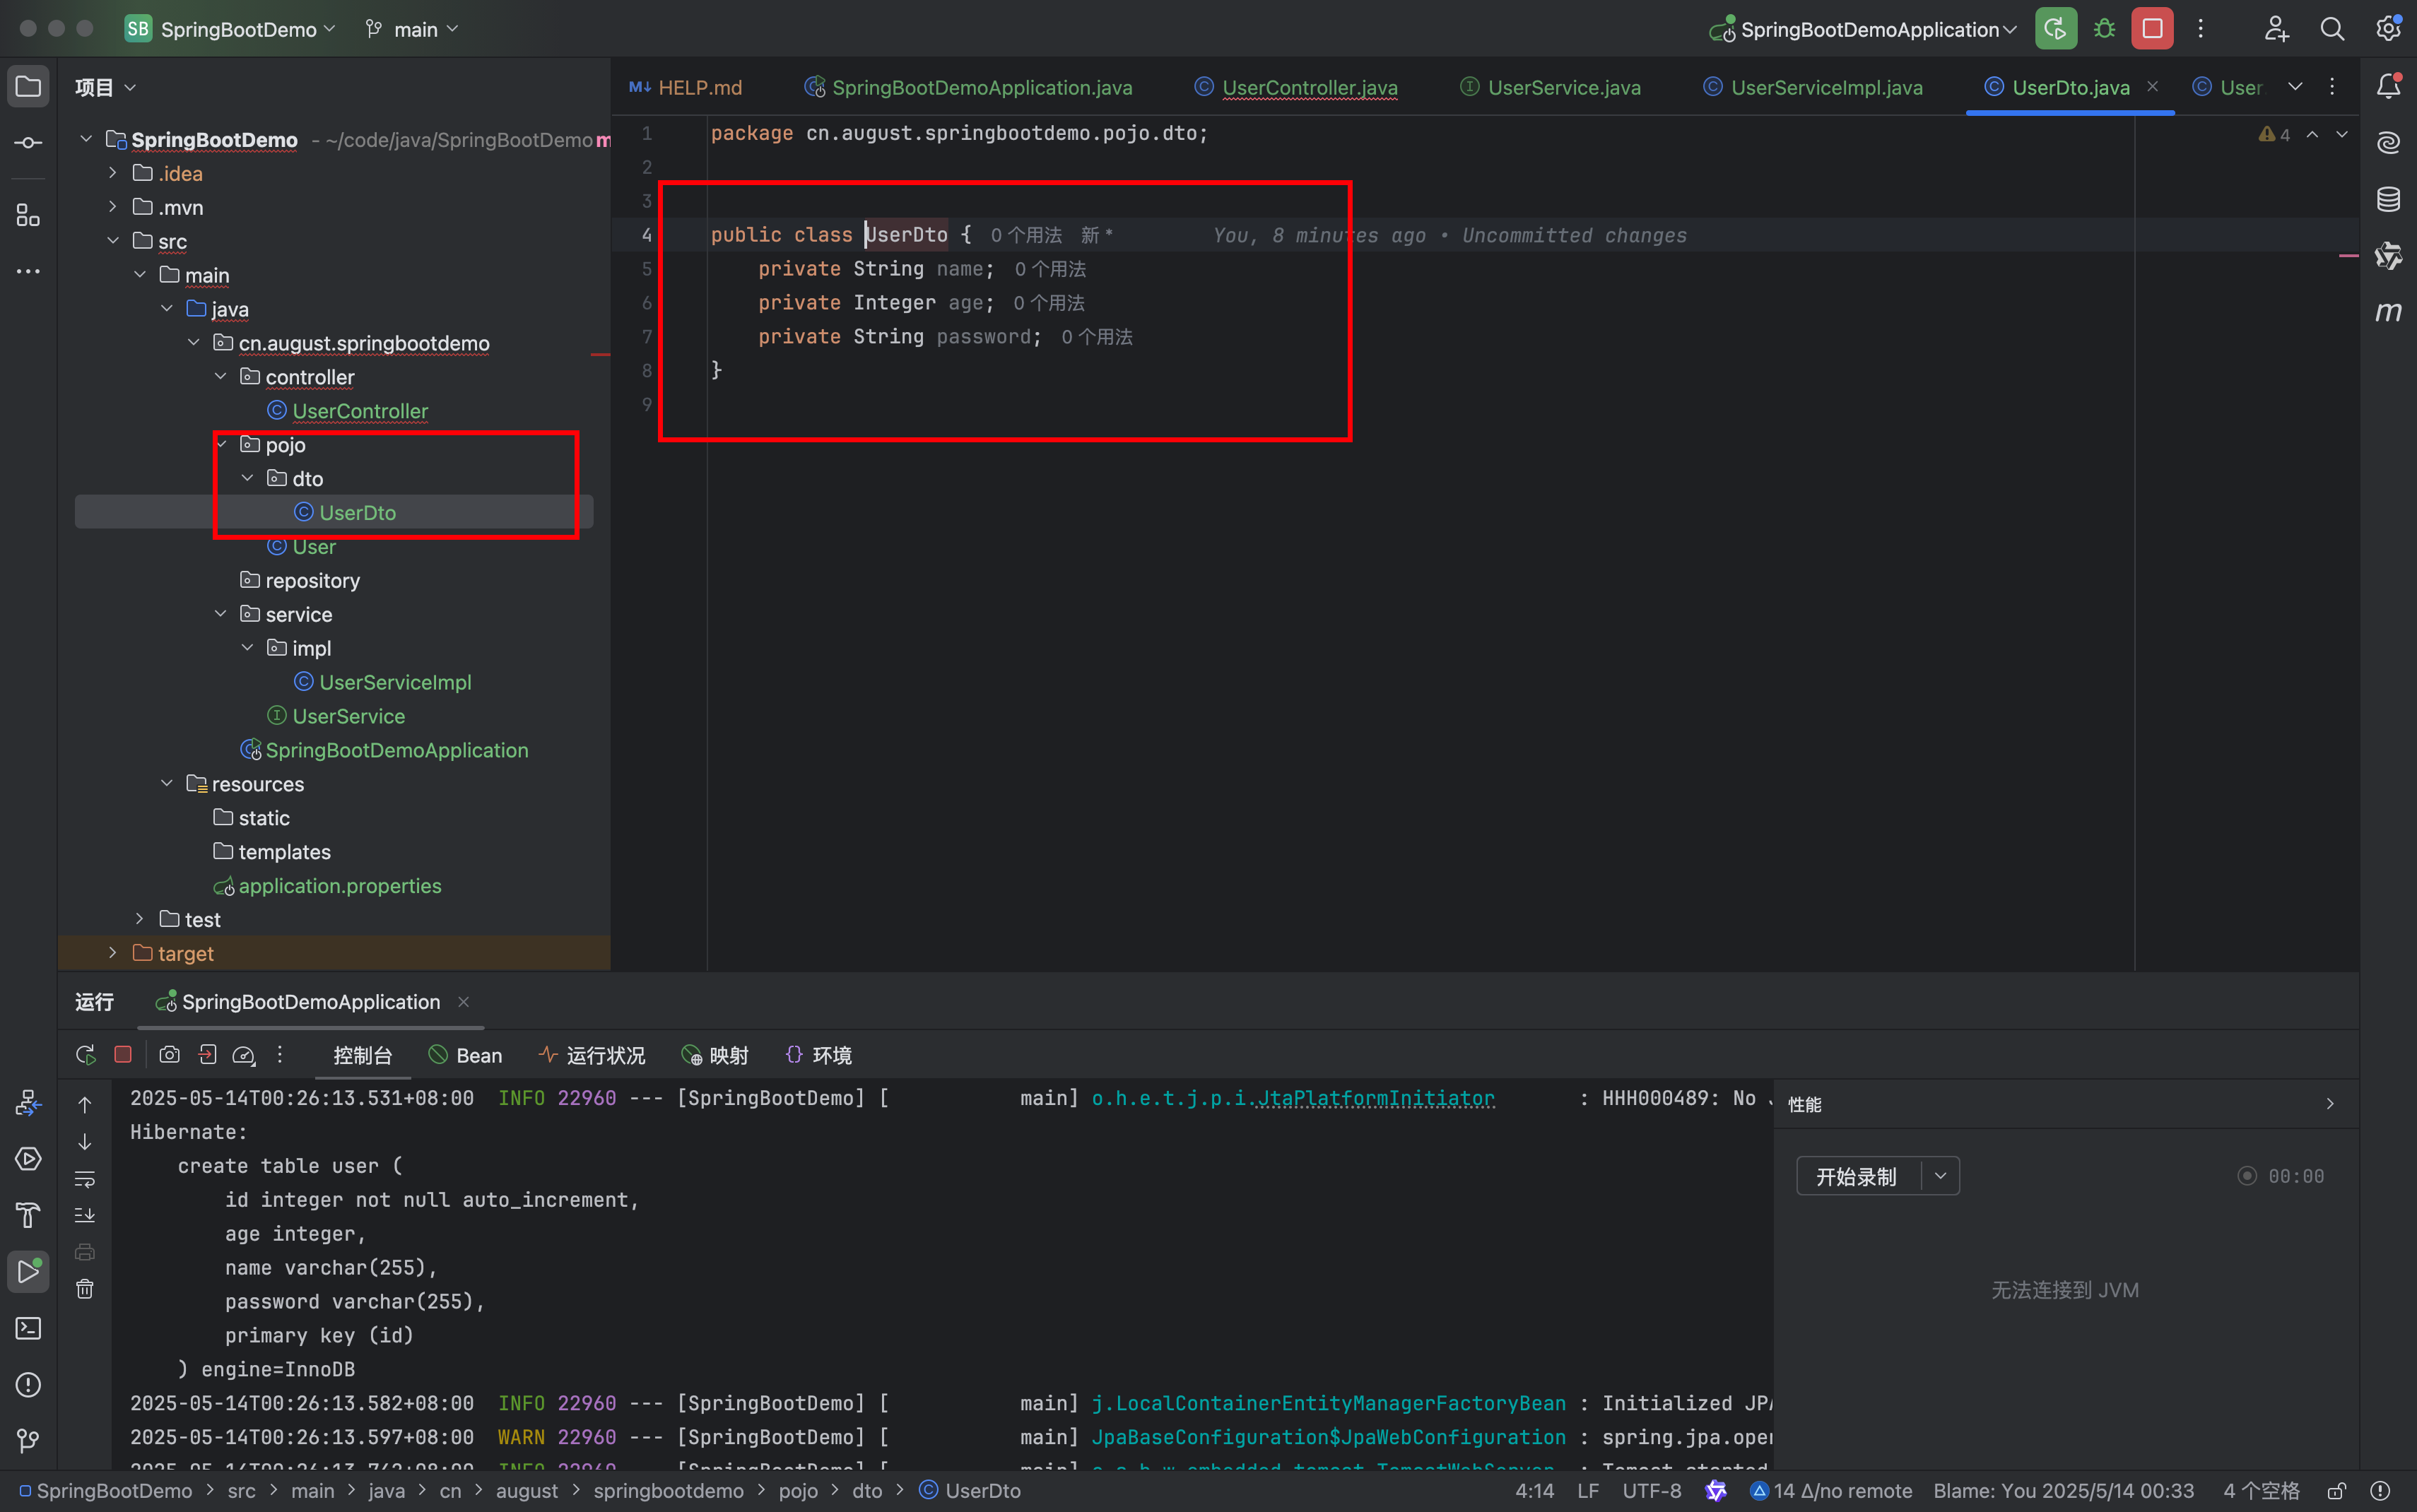 SB SpringBootDemo main SpringBootDemoApplication
项目
HELP.md SpringBootDemoApplication.java UserController.java UserService.java UserServiceImpl.java UserDto.java User
SpringBootDemo - ~/code/java/SpringBootDemo
.idea
.mvn
src
main
java
cn.august.springbootdemo
controller
UserController
pojo
dto
UserDto
User
repository
service
impl
UserServiceImpl
UserService
SpringBootDemoApplication
resources
static
templates
application.properties
test
target
4
1 package cn.august.springbootdemo.pojo.dto;
2
3
4 public class UserDto { 0 个用法 新 * You, 8 minutes ago • Uncommitted changes
5 private String name; 0 个用法
6 private Integer age; 0 个用法
7 private String password; 0 个用法
8 }
9
运行 SpringBootDemoApplication
控制台 Bean 运行状况 映射 环境
2025-05-14T00:26:13.531+08:00 INFO 22960 --- [SpringBootDemo] [ main] o.h.e.t.j.p.i.JtaPlatformInitiator : HHH000489: No
Hibernate:
create table user (
id integer not null auto_increment,
age integer,
name varchar(255),
password varchar(255),
primary key (id)
) engine=InnoDB
2025-05-14T00:26:13.582+08:00 INFO 22960 --- [SpringBootDemo] [ main] j.LocalContainerEntityManagerFactoryBean : Initialized JPA
2025-05-14T00:26:13.597+08:00 WARN 22960 --- [SpringBootDemo] [ main] JpaBaseConfiguration$JpaWebConfiguration : spring.jpa.open
性能
开始录制 00:00
无法连接到 JVM
SpringBootDemo > src > main > java > cn > august > springbootdemo > pojo > dto > UserDto 4:14 LF UTF-8 14 Δ/no remote Blame: You 2025/5/14 00:33 4 个空格